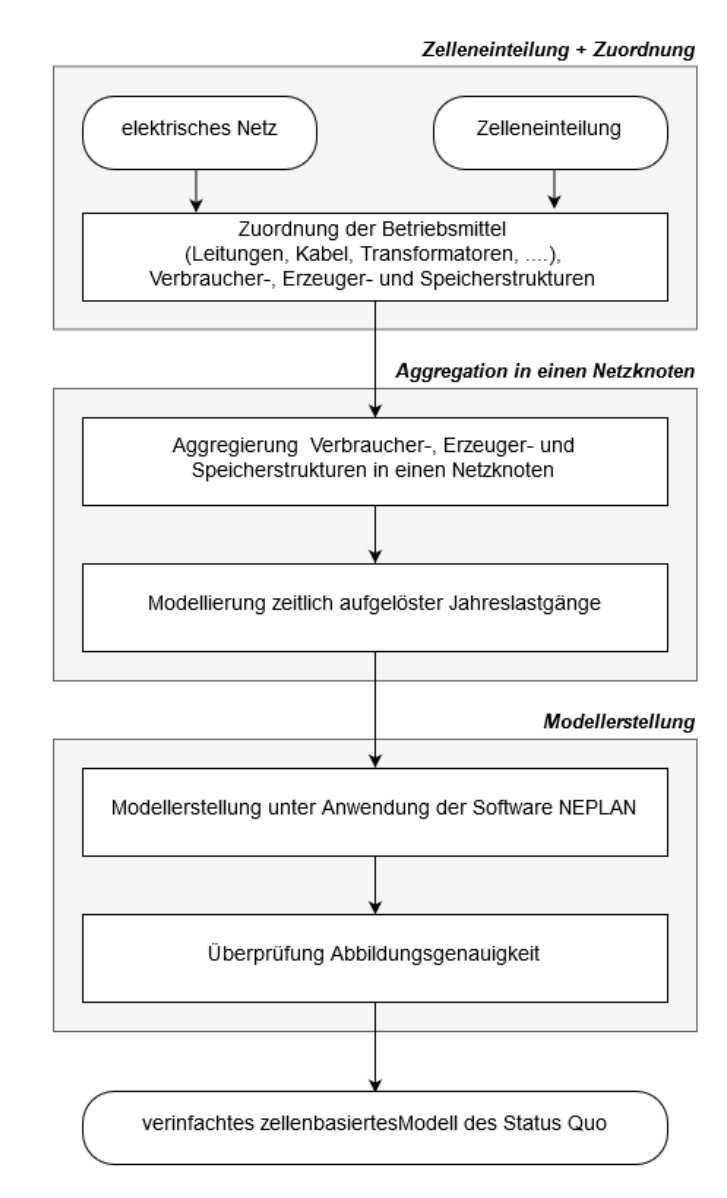 Zelleneinteilung + Zuordnung
elektrisches Netz
Zelleneinteilung
Zuordnung der Betriebsmittel
(Leitungen, Kabel, Transformatoren, ....),
Verbraucher-, Erzeuger- und Speicherstrukturen
Aggregation in einen Netzknoten
Aggregierung  Verbraucher-, Erzeuger- und
Speicherstrukturen in einen Netzknoten
Modellierung zeitlich aufgelöster Jahreslastgänge
Modellerstellung
Modellerstellung unter Anwendung der Software NEPLAN
Überprüfung Abbildungsgenauigkeit
verinfachtes zellenbasiertesModell des Status Quo